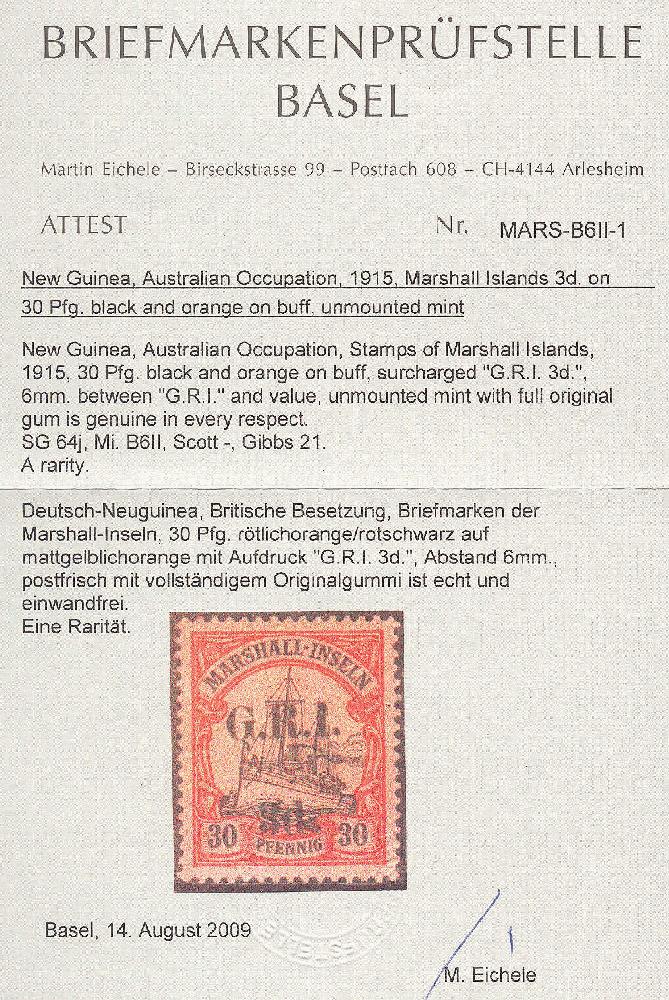 BRIEFMARKENPRÜFSTELLE
BASEL
Martin Eichele – Birseckstrasse 99 – Postfach 608 – CH-4144 Arlesheim
ATTEST Nr. MARS-B6II-1
New Guinea, Australian Occupation, 1915, Marshall Islands 3d. on
30 Pfg. black and orange on buff, unmounted mint
New Guinea, Australian Occupation, Stamps of Marshall Islands,
1915, 30 Pfg. black and orange on buff, surcharged "G.R.I. 3d.",
6mm. between "G.R.I." and value, unmounted mint with full original
gum is genuine in every respect.
SG 64j, Mi. B6II, Scott -, Gibbs 21.
A rarity.
Deutsch-Neuguinea, Britische Besetzung, Briefmarken der
Marshall-Inseln, 30 Pfg. rötlichorange/rotschwarz auf
mattgelblichorange mit Aufdruck "G.R.I. 3d.", Abstand 6mm.,
postfrisch mit vollständigem Originalgummi ist echt und
einwandfrei.
Eine Rarität.
MARSHALL-INSELN
G.R.I.
3d.
30 PFENNIG 30
Basel, 14. August 2009
M. Eichele